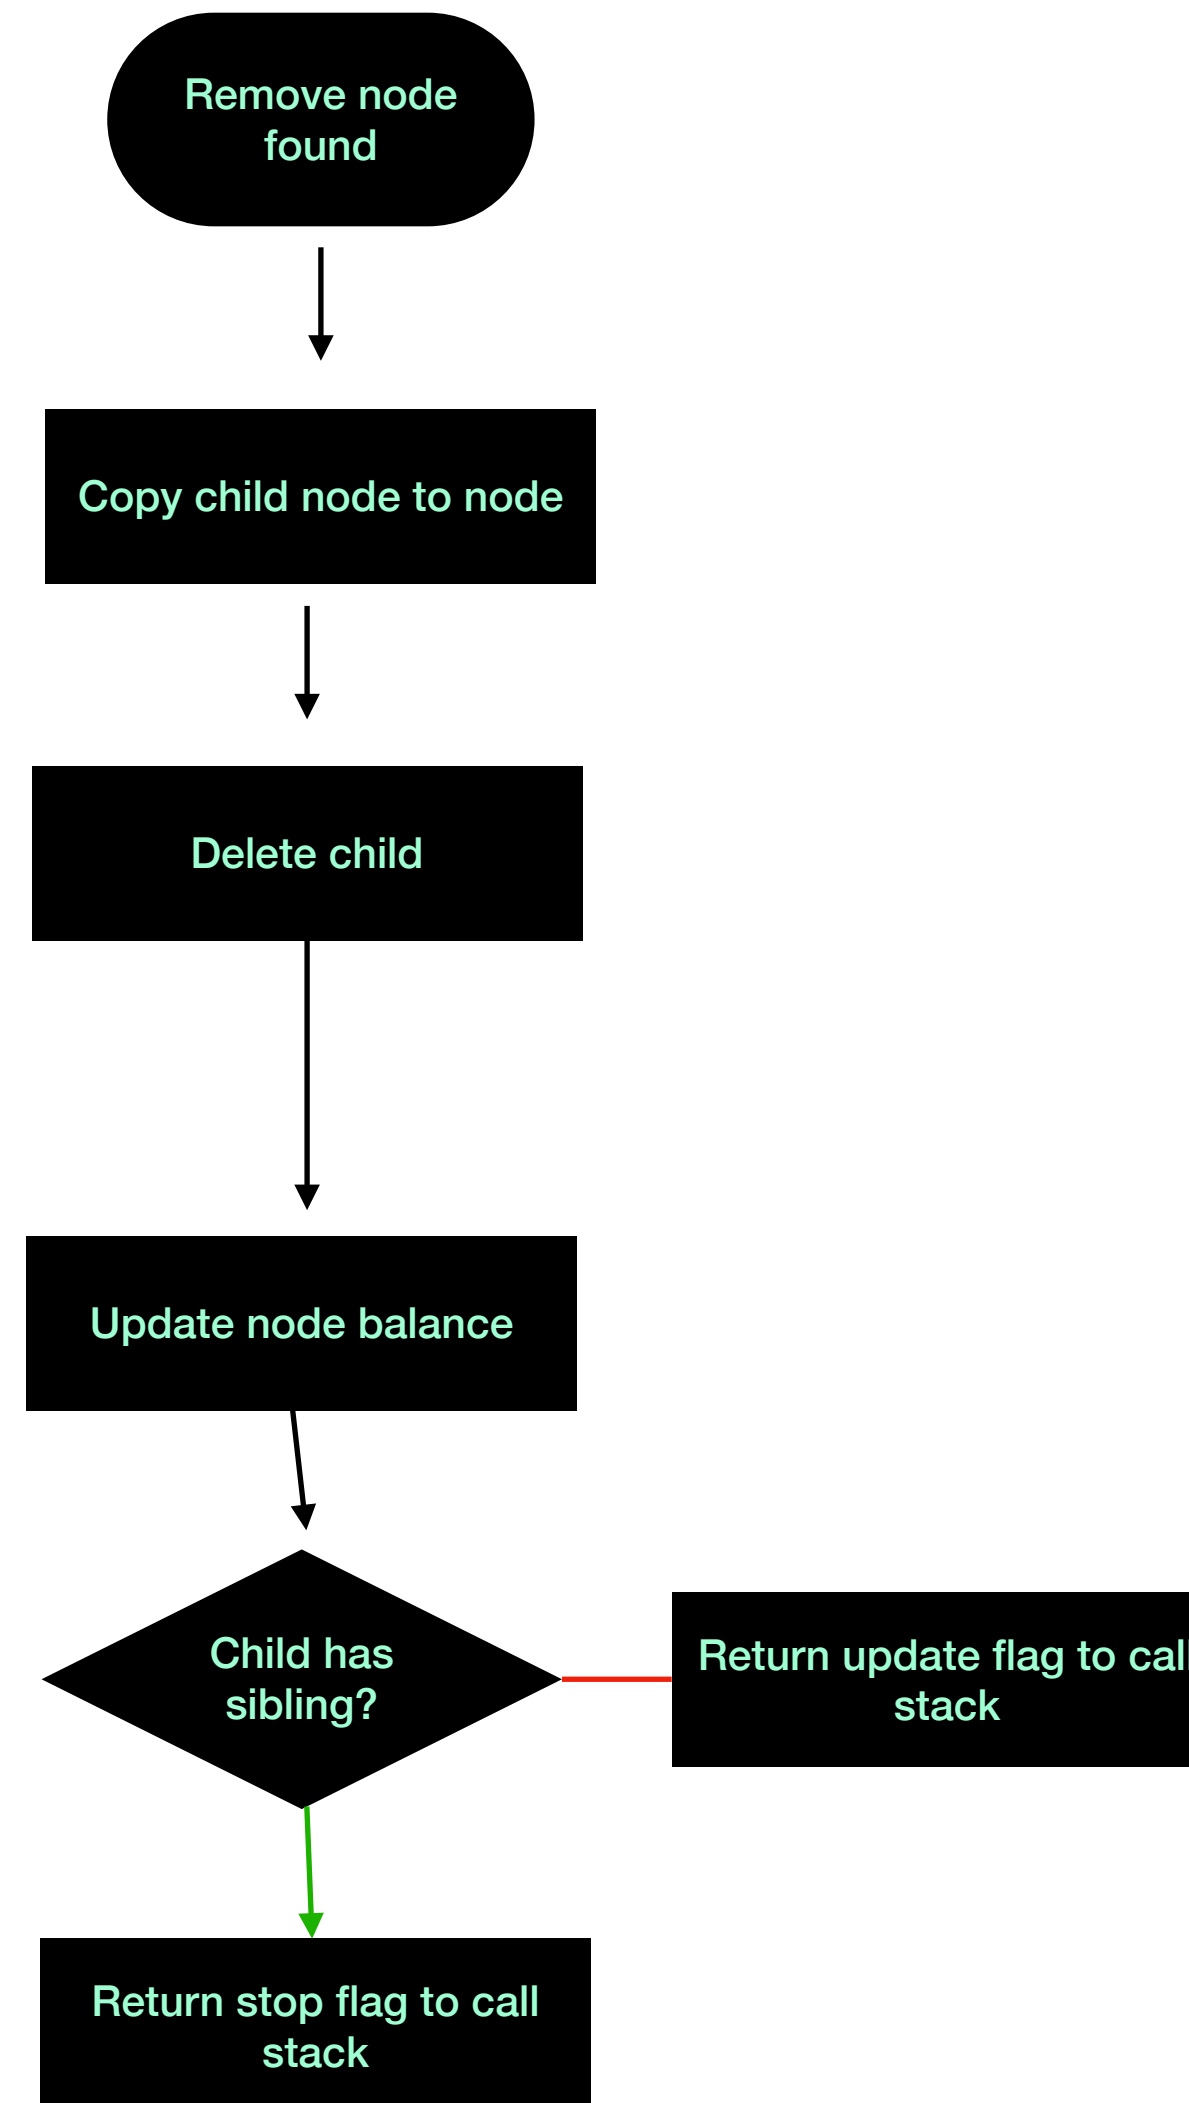 Remove node
found
Copy child node to node
Delete child
Update node balance
Child has
sibling?
Return update flag to call
stack
Return stop flag to call
stack